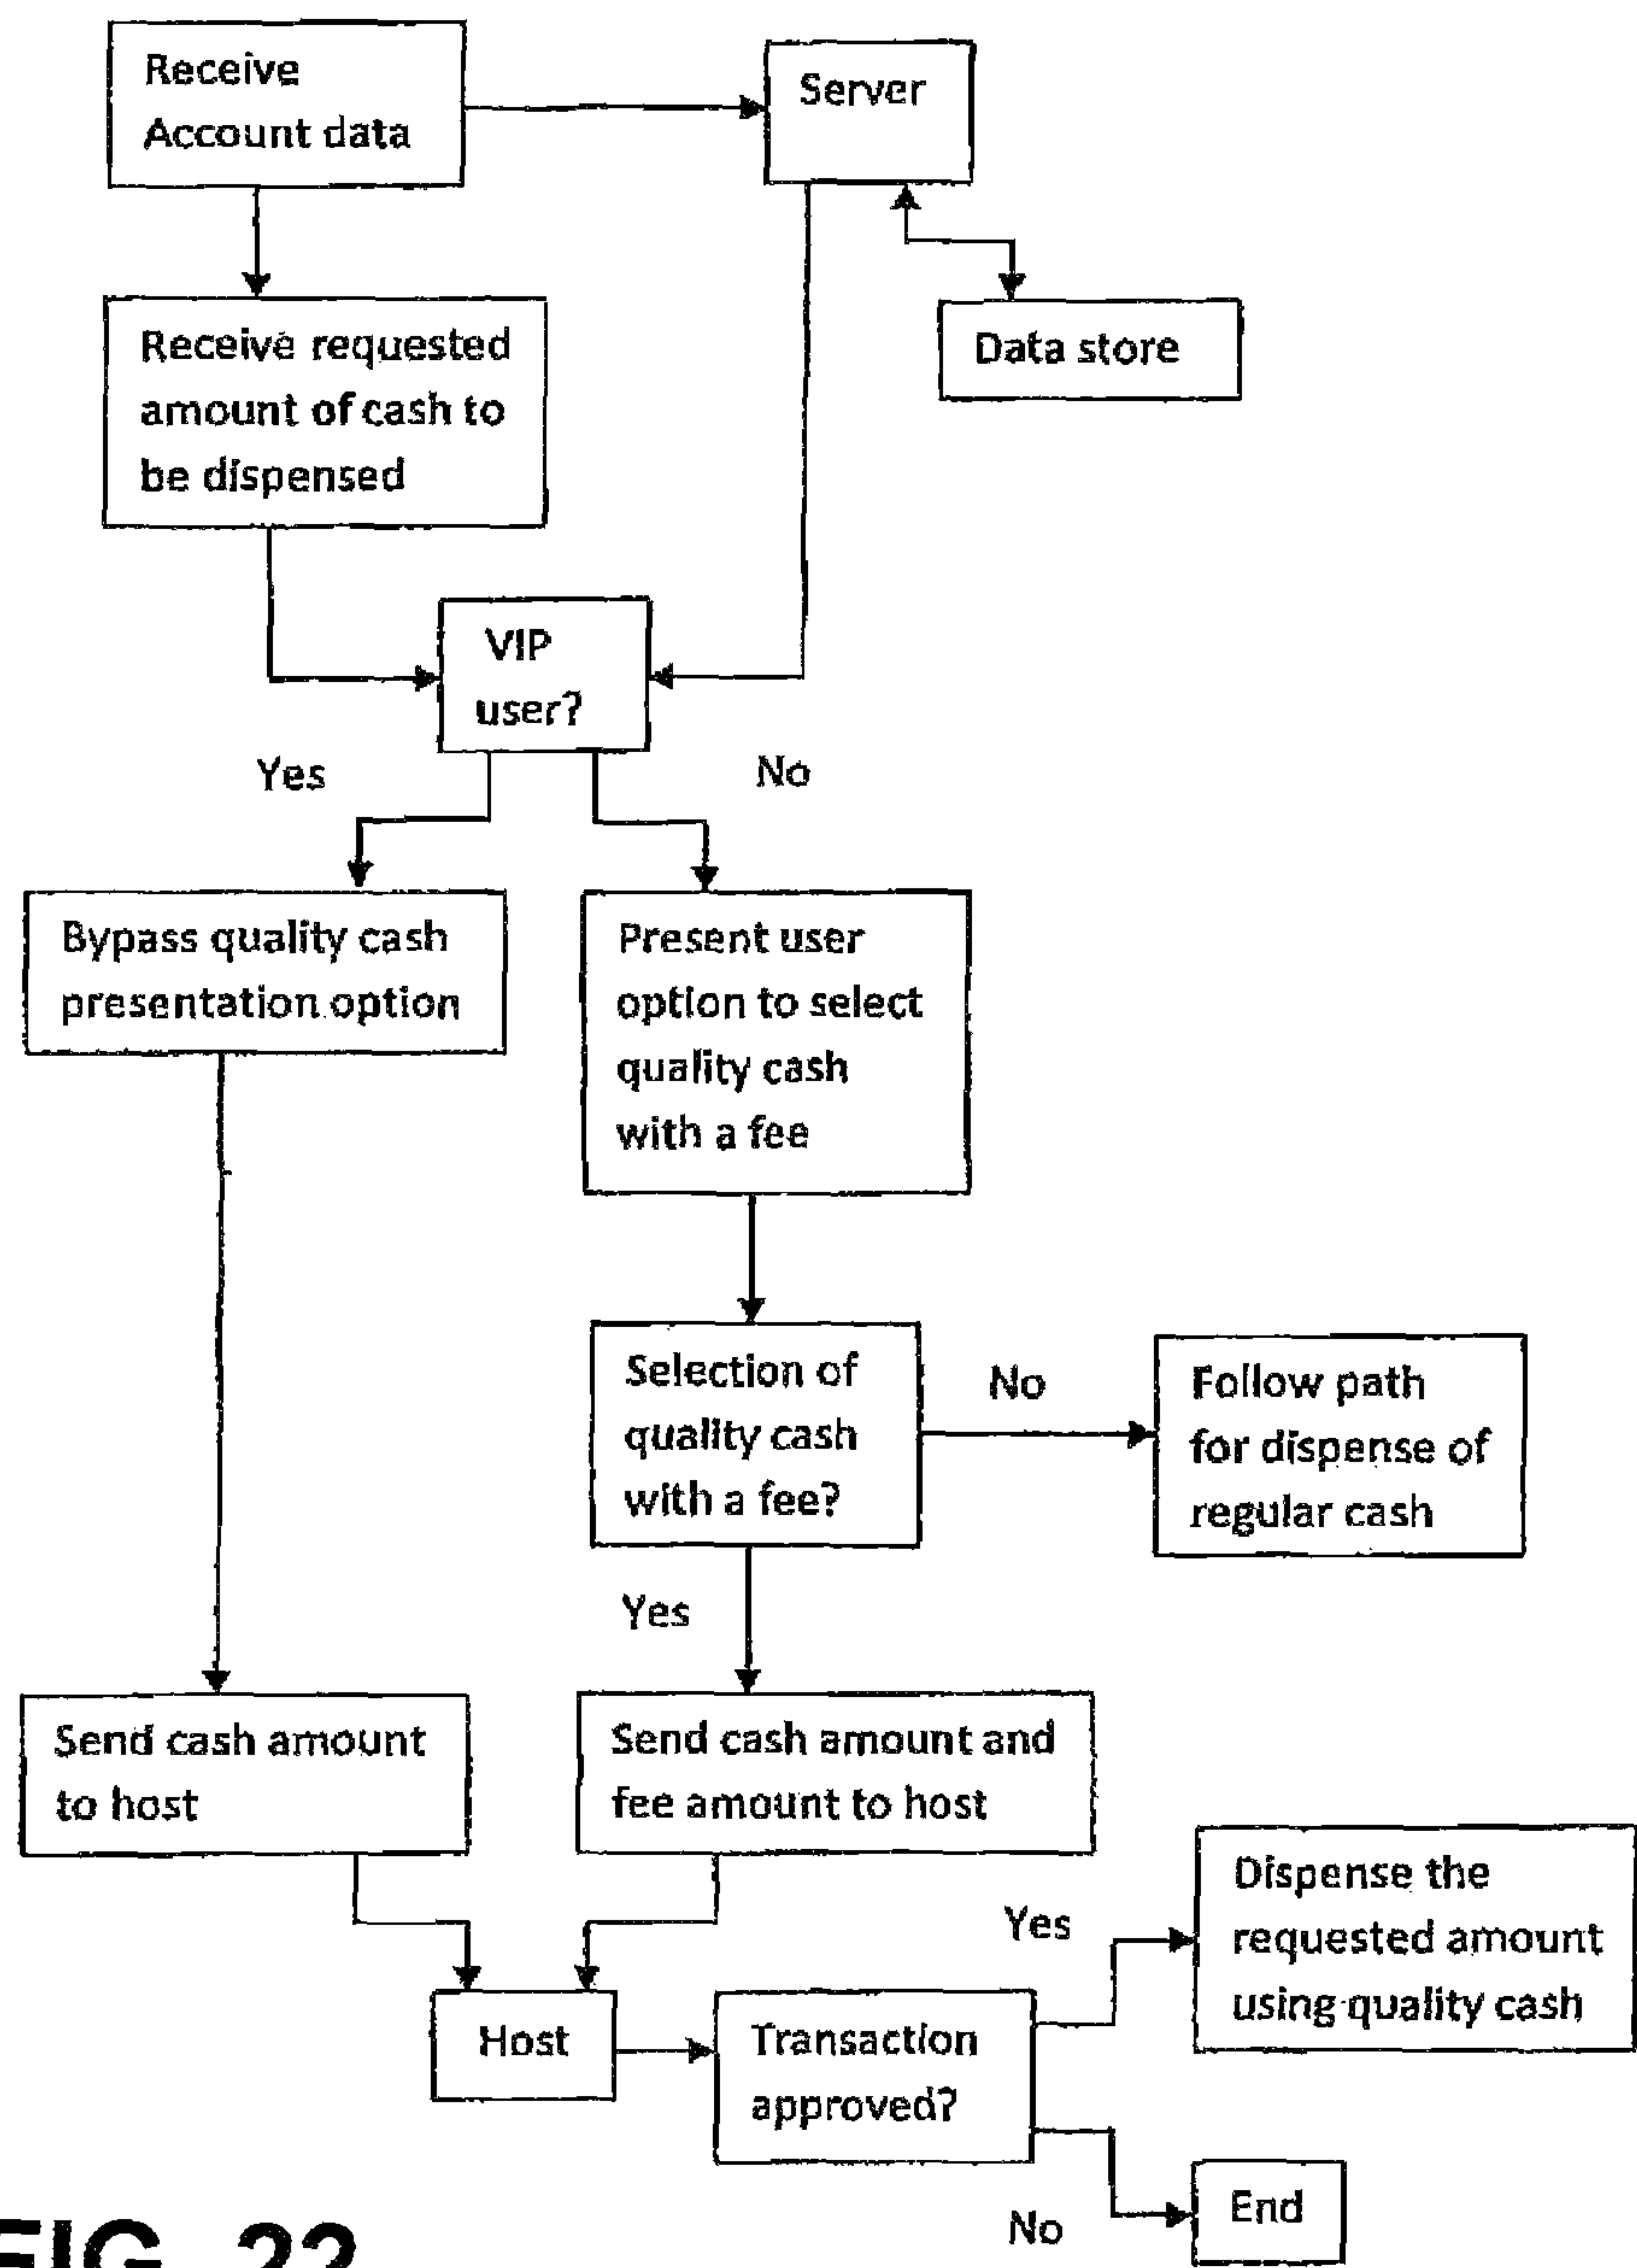 Receive
Account data
Server
Receive requested
amount of cash to
be dispensed
Data store
VIP
user?
Yes
No
Bypass quality cash
presentation option
Present user
option to select
quality cash
with a fee
Selection of
quality cash
with a fee?
No
Follow path
for dispense of
regular cash
Yes
Send cash amount
to host
Send cash amount and
fee amount to host
Yes
Dispense the
requested amount
using quality cash
Host
Transaction
approved?
No
End
FIG. 22